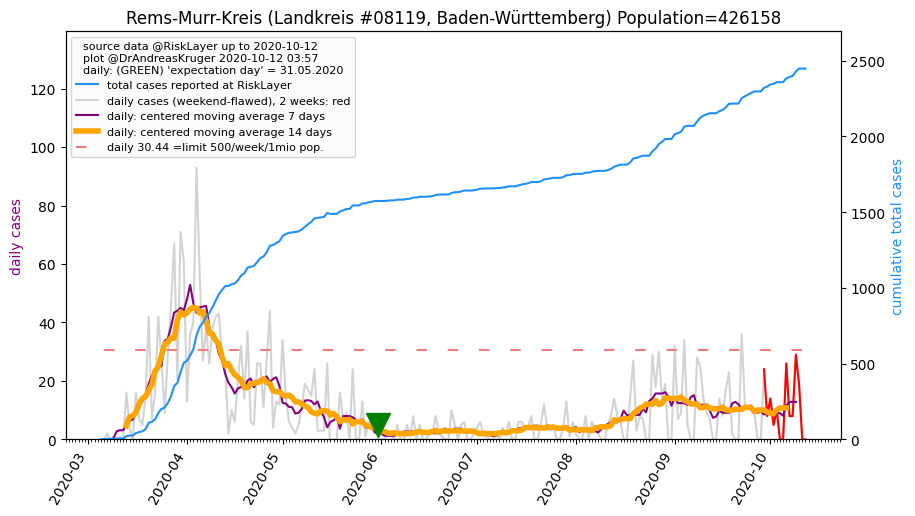 Rems-Murr-Kreis (Landkreis #08119, Baden-Württemberg) Population=426158
source data @RiskLayer up to 2020-10-12
plot @DrAndreasKruger 2020-10-12 03:57
daily: (GREEN) 'expectation day' = 31.05.2020
total cases reported at RiskLayer
daily cases (weekend-flawed), 2 weeks: red
daily: centered moving average 7 days
daily: centered moving average 14 days
daily 30.44 =limit 500/week/1mio pop.
daily cases
120
100
80
60
40
20
0
2500
2000
1500
1000
500
0
cumulative total cases
2020-03
2020-04
2020-05
2020-06
2020-07
2020-08
2020-09
2020-10